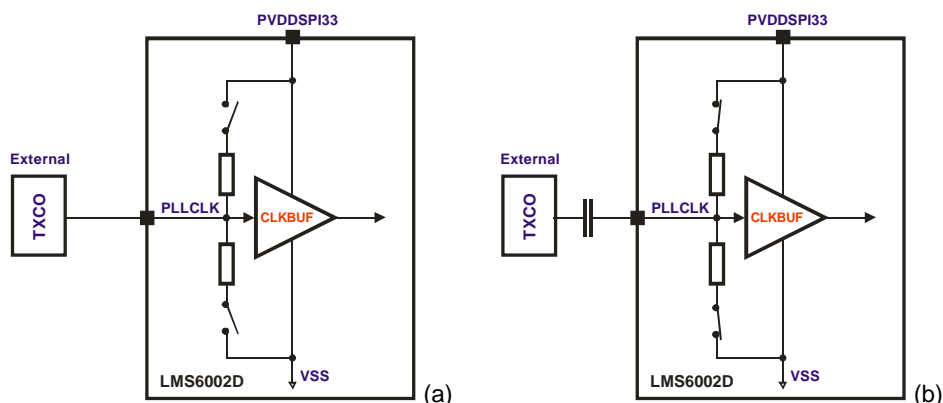 PVDDSPI33
External
TXCO
PLLCLK
CLKBUF
VSS
LMS6002D
(a)
PVDDSPI33
External
TXCO
PLLCLK
CLKBUF
VSS
LMS6002D
(b)